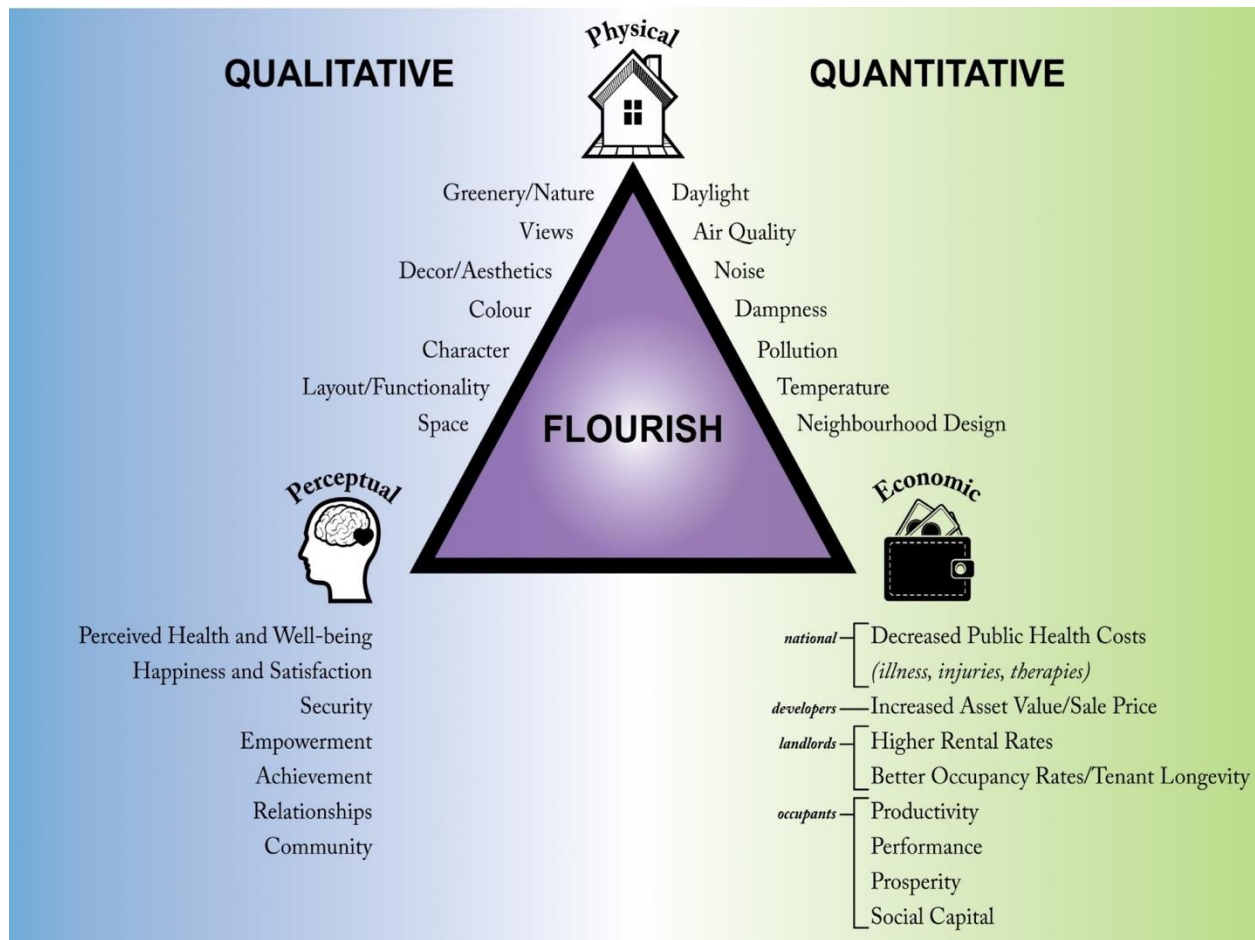 Physical
QUALITATIVE
QUANTITATIVE
Greenery/Nature
Views
Decor/Aesthetics
Colour
Character
Layout/Functionality
Space
Daylight
Air Quality
Noise
Dampness
Pollution
Temperature
Neighbourhood Design
FLOURISH
Perceptual
Perceived Health and Well-being
Happiness and Satisfaction
Security
Empowerment
Achievement
Relationships
Community
Economic
national
Decreased Public Health Costs
(illness, injuries, therapies)
developers
Increased Asset Value/Sale Price
landlords
Higher Rental Rates
Better Occupancy Rates/Tenant Longevity
occupants
Productivity
Performance
Prosperity
Social Capital